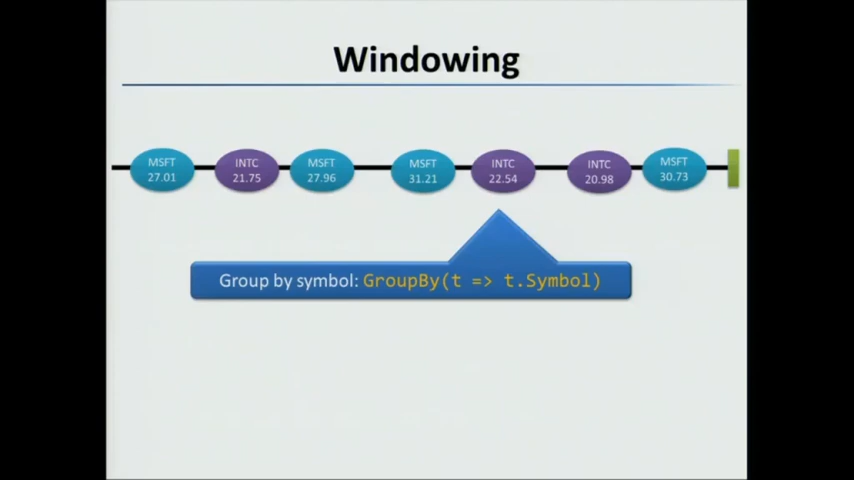 Windowing
MSFT
27.01
INTC
21.75
MSFT
27.96
MSFT
31.21
INTC
22.54
INTC
20.98
MSFT
30.73
Group by symbol: GroupBy(t => t.Symbol)